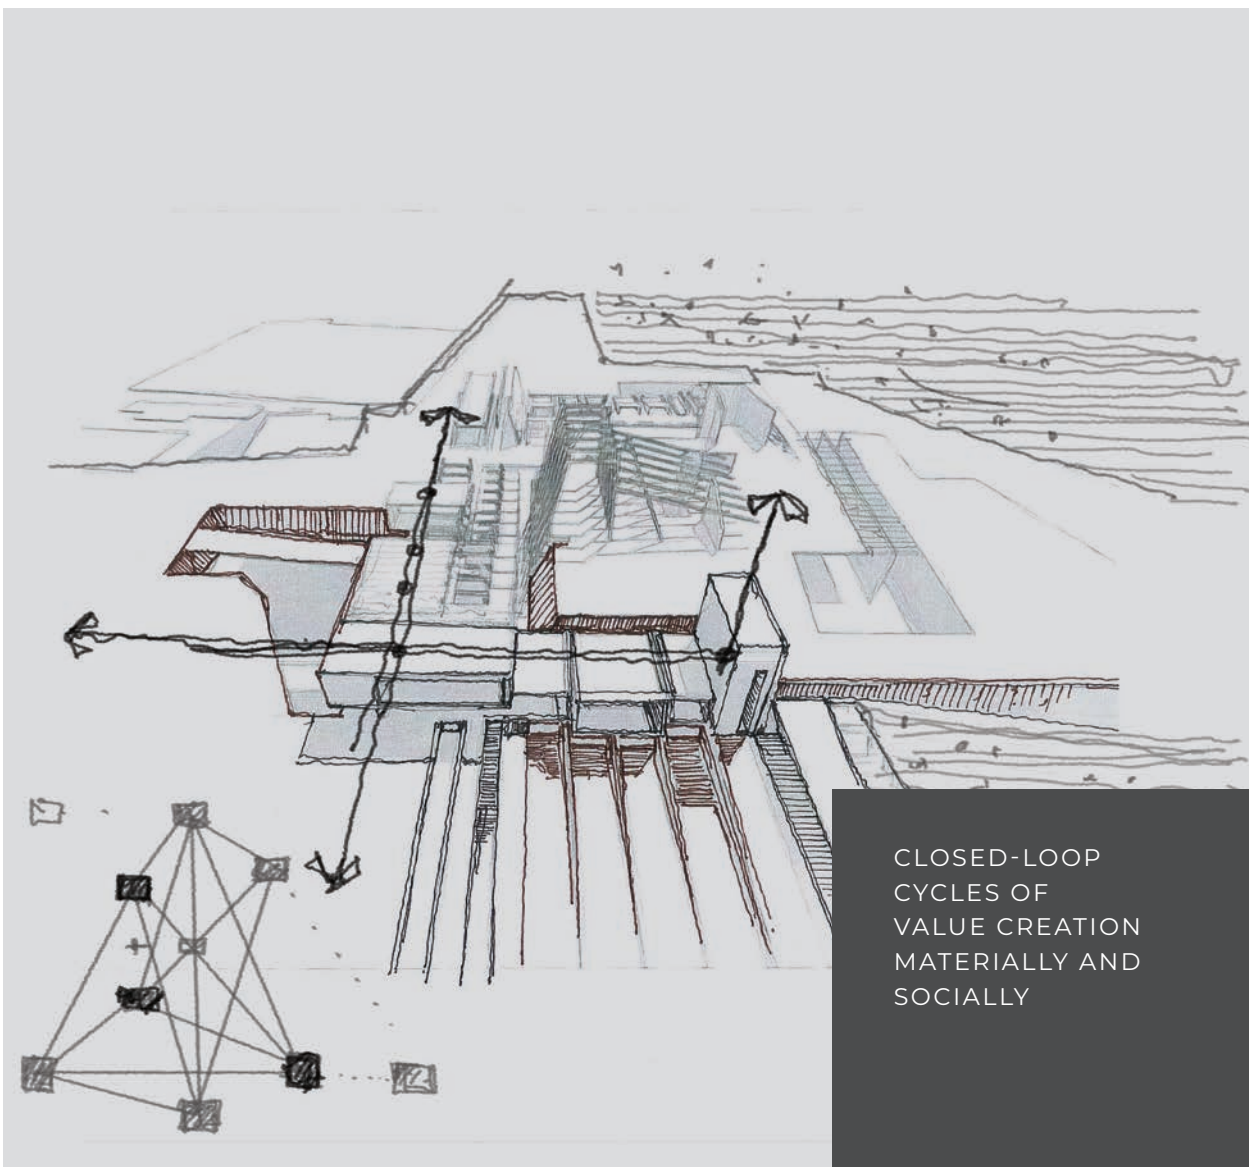 CLOSED-LOOP
CYCLES OF
VALUE CREATION
MATERIALLY AND
SOCIALLY